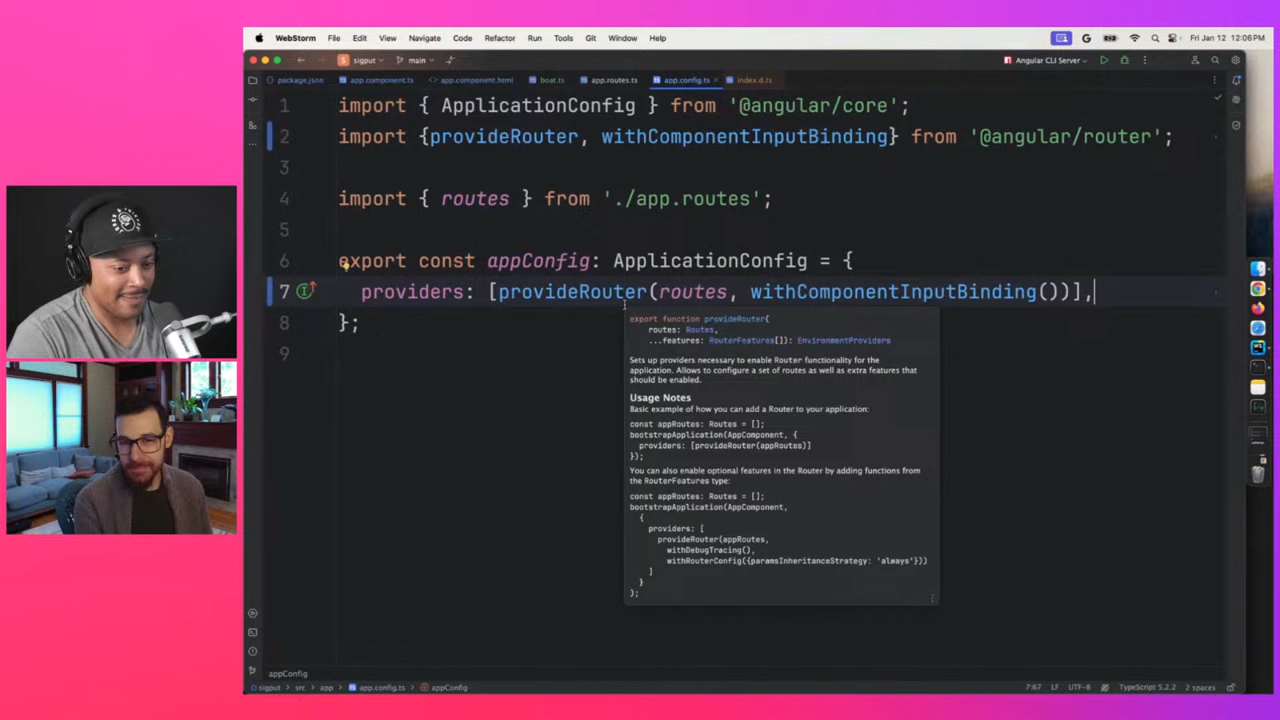 WebStorm File Edit View Navigate Code Refactor Run Tools Git Window Help Fri Jan 12 12:06PM
sigput main Angular CLI Server
package.json app.component.ts app.component.html boat.ts app.routes.ts app.config.ts index.d.ts
1 import { ApplicationConfig } from '@angular/core';
2 import {provideRouter, withComponentInputBinding} from '@angular/router';
3
4 import { routes } from './app.routes';
5
6 export const appConfig: ApplicationConfig = {
7 providers: [provideRouter(routes, withComponentInputBinding())],
8 };
9
export function provideRouter(
routes: Routes,
...features: RouterFeatures[]): EnvironmentProviders
Sets up providers necessary to enable Router functionality for the
application. Allows to configure a set of routes as well as extra features that
should be enabled.
Usage Notes
Basic example of how you can add a Router to your application:
const appRoutes: Routes = [];
bootstrapApplication(AppComponent, {
providers: [provideRouter(appRoutes)]
});
You can also enable optional features in the Router by adding functions from
the RouterFeatures type:
const appRoutes: Routes = [];
bootstrapApplication(AppComponent,
{
providers: [
provideRouter(appRoutes,
withDebugTracing(),
withRouterConfig({paramsInheritanceStrategy: 'always'}))
]
}
);
appConfig
sigput src app app.config.ts appConfig 7:67 LF UTF-8 TypeScript 5.2.2 2 spaces